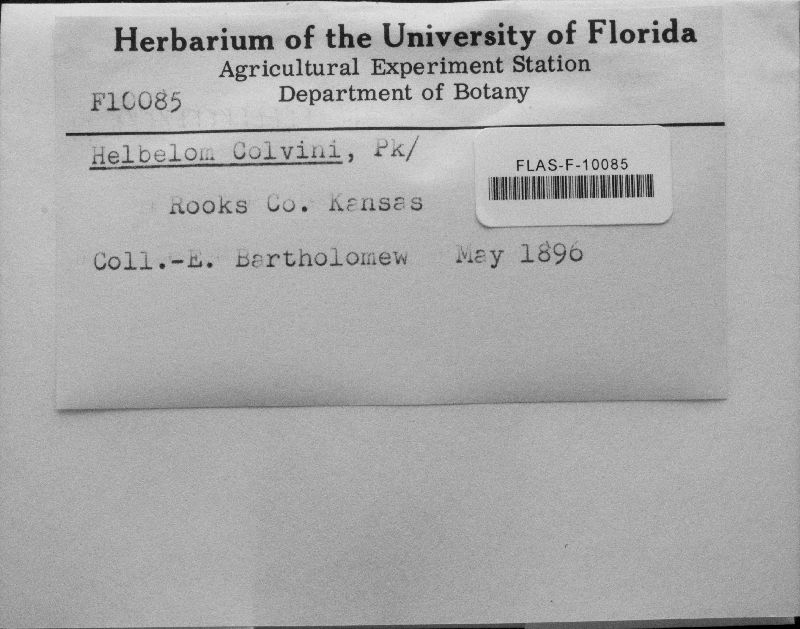 Herbarium of the University of Florida
Agricultural Experiment Station
Department of Botany
F10085
Helbelom Colvini, Pk/
FLAS-F-10085
Rooks Co. Kansas
Coll.-E. Bartholomew May 1896